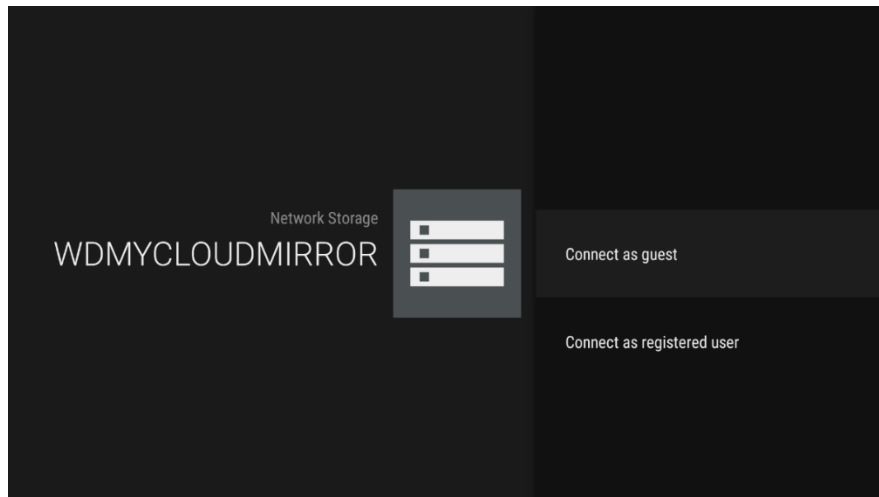 Network Storage
WDMYCLOUDMIRROR
Connect as guest
Connect as registered user